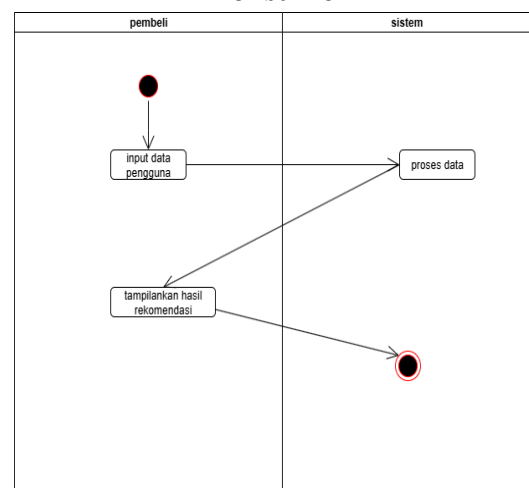 pembeli
sistem
input data
pengguna
proses data
tampilankan hasil
rekomendasi